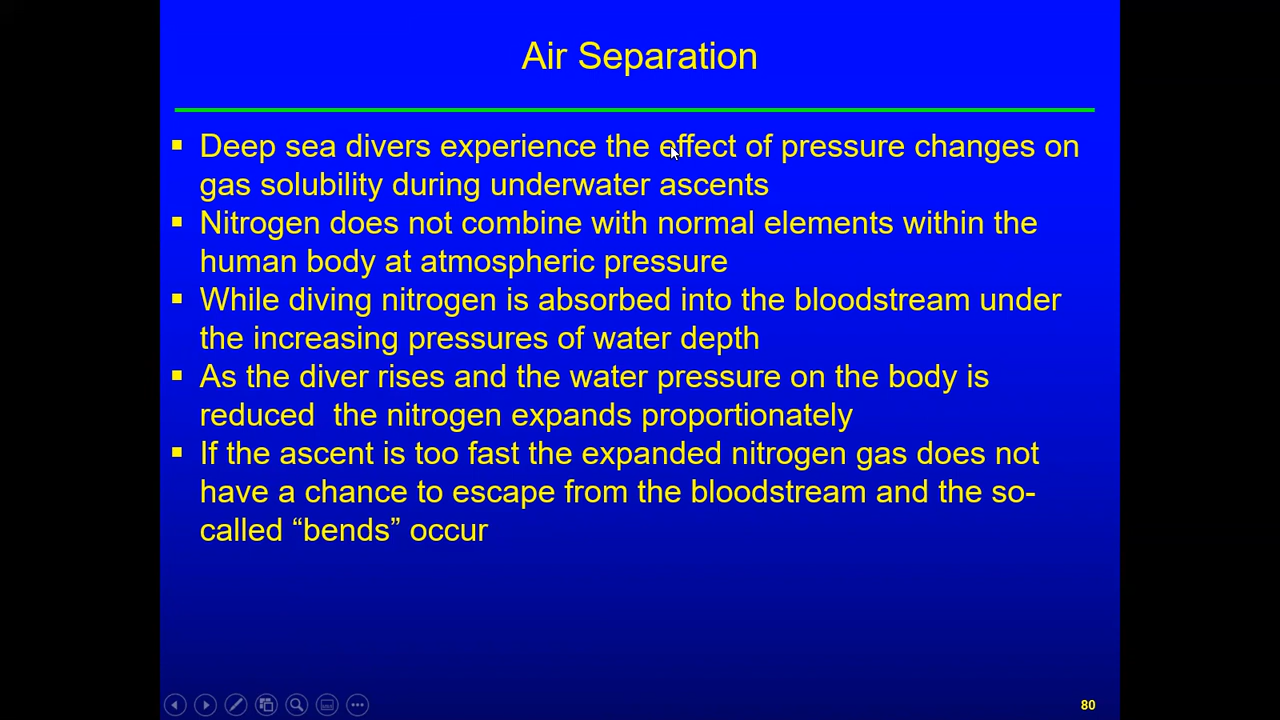 Air Separation
▪ Deep sea divers experience the effect of pressure changes on
gas solubility during underwater ascents
▪ Nitrogen does not combine with normal elements within the
human body at atmospheric pressure
▪ While diving nitrogen is absorbed into the bloodstream under
the increasing pressures of water depth
▪ As the diver rises and the water pressure on the body is
reduced  the nitrogen expands proportionately
▪ If the ascent is too fast the expanded nitrogen gas does not
have a chance to escape from the bloodstream and the so-
called “bends” occur
80